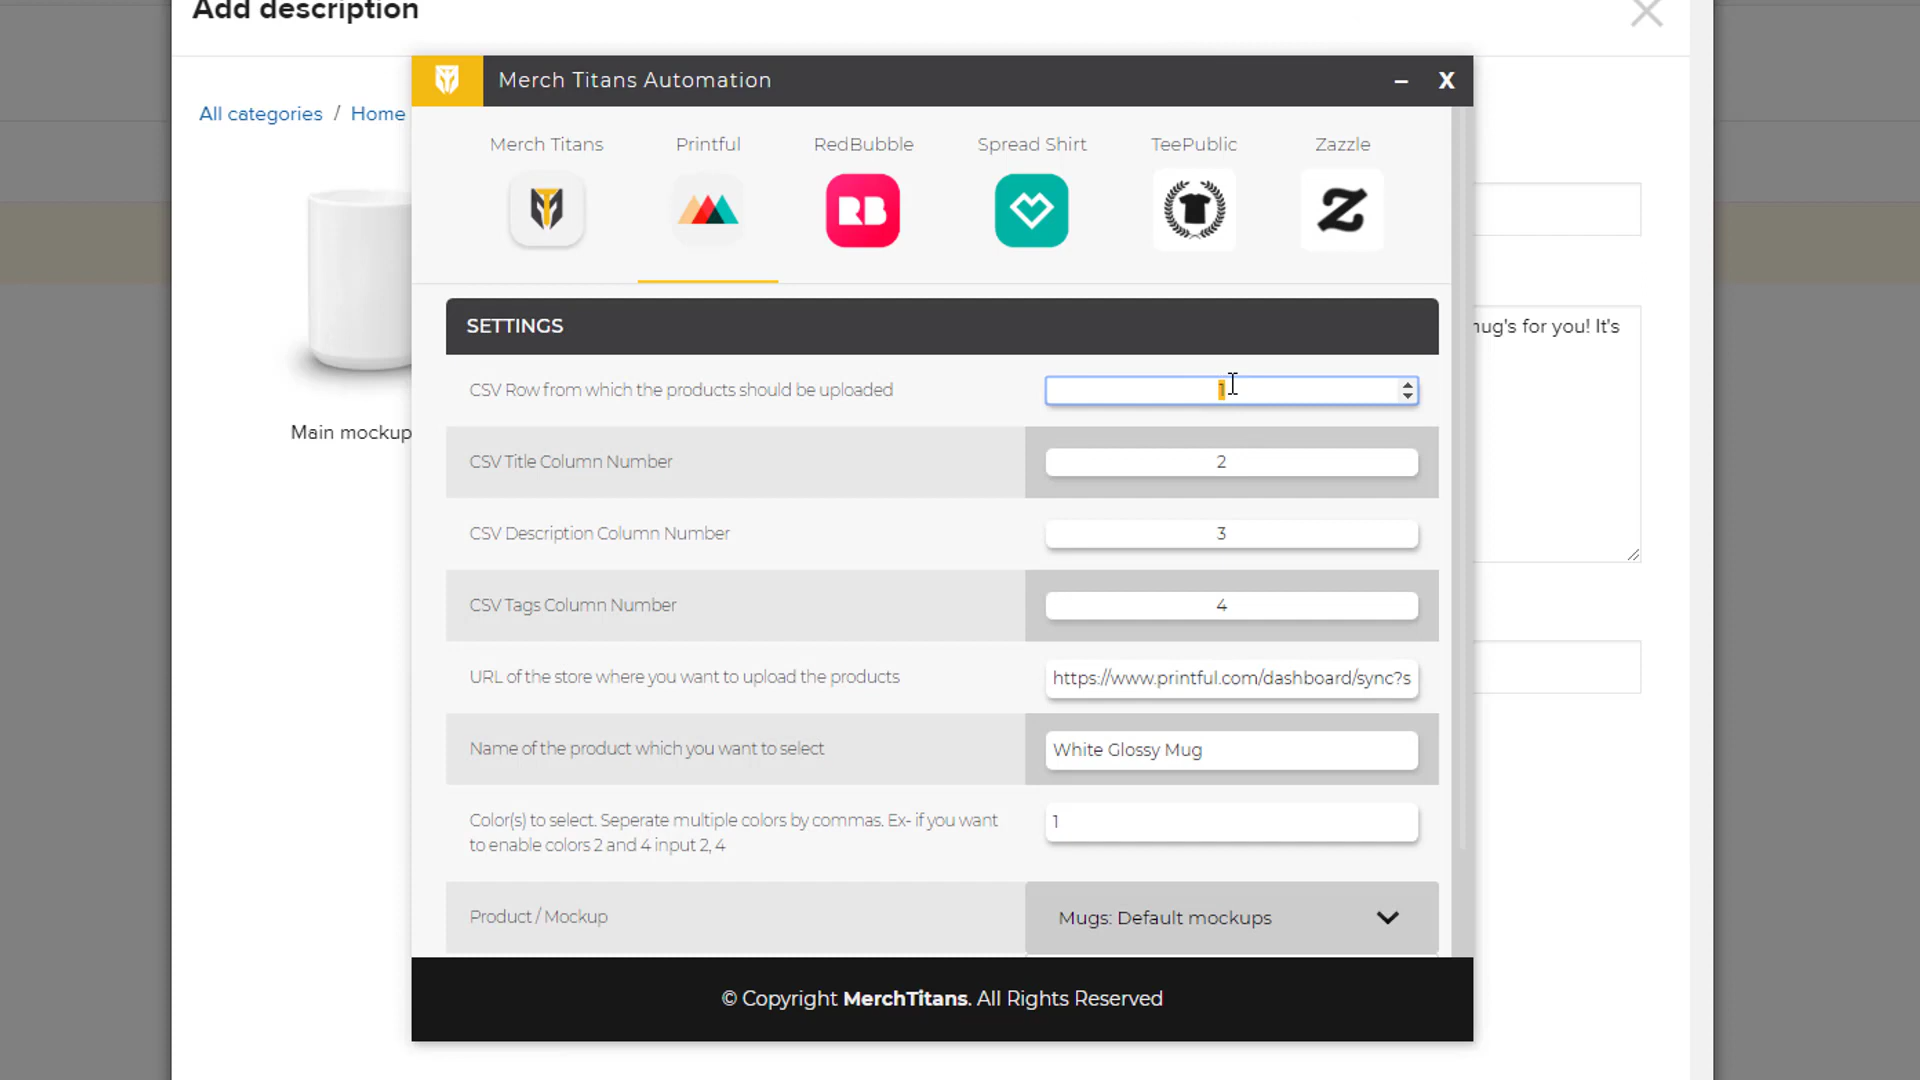 Add description
Merch Titans Automation
X
All categories / Home
Merch Titans
Printful
RedBubble
Spread Shirt
TeePublic
Zazzle
RB
SETTINGS
nug's for you! It's
CSV Row from which the products should be uploaded
1
Main mockup
CSV Title Column Number
2
CSV Description Column Number
3
CSV Tags Column Number
4
URL of the store where you want to upload the products
https://www.printful.com/dashboard/sync?s
Name of the product which you want to select
White Glossy Mug
Color(s) to select. Seperate multiple colors by commas. Ex- if you want
to enable colors 2 and 4 input 2, 4
1
Product / Mockup
Mugs: Default mockups
© Copyright MerchTitans. All Rights Reserved